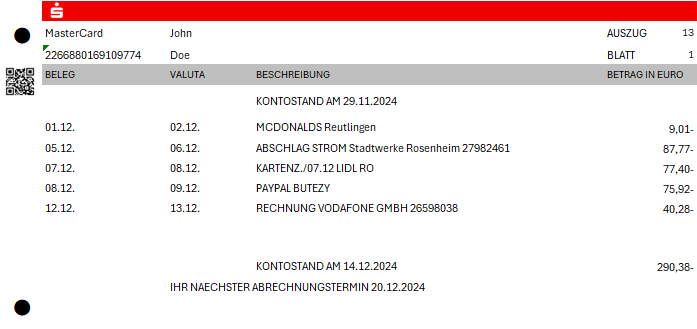 MasterCard John AUSZUG 13
2266880169109774 Doe BLATT 1
BELEG VALUTA BESCHREIBUNG BETRAG IN EURO
KONTOSTAND AM 29.11.2024
01.12. 02.12. MCDONALDS Reutlingen 9,01-
05.12. 06.12. ABSCHLAG STROM Stadtwerke Rosenheim 27982461 87,77-
07.12. 08.12. KARTENZ./07.12 LIDL RO 77,40-
08.12. 09.12. PAYPAL BUTEZY 75,92-
12.12. 13.12. RECHNUNG VODAFONE GMBH 26598038 40,28-
KONTOSTAND AM 14.12.2024 290,38-
IHR NAECHSTER ABRECHNUNGSTERMIN 20.12.2024